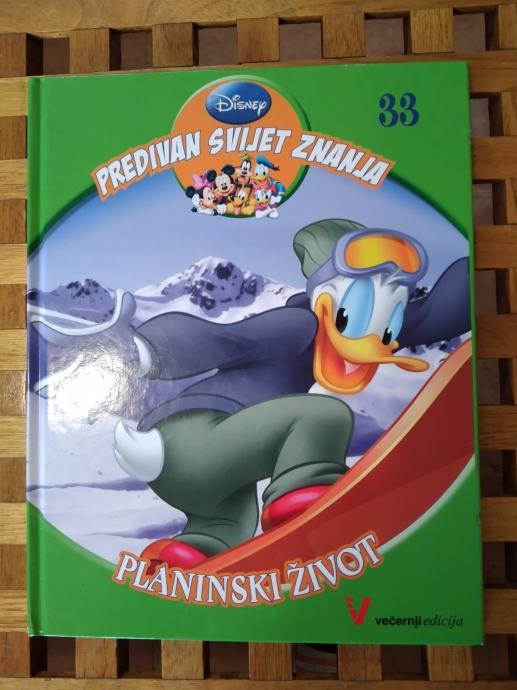 Disney
33
PREDIVAN SVIJET ZNANJA
PLANINSKI ŽIVOT
večernji edicija